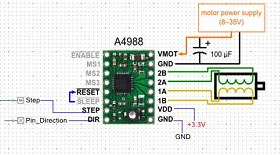 motor power supply
(8–35V)
A4988
ENABLE
MS1
MS2
MS3
RESET
SLEEP
STEP
DIR
VMOT
GND
2B
2A
1A
1B
VDD
GND
100 µF
Step
Pin_Direction
+3.3V
GND